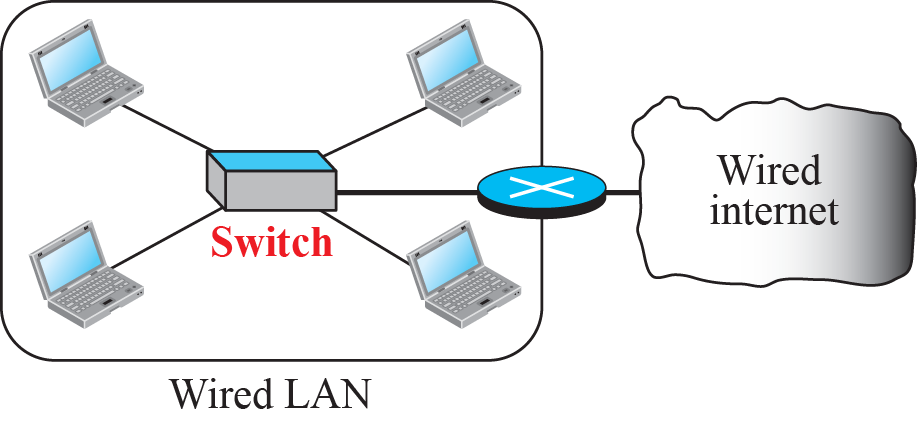 Wired
internet
Switch
Wired LAN